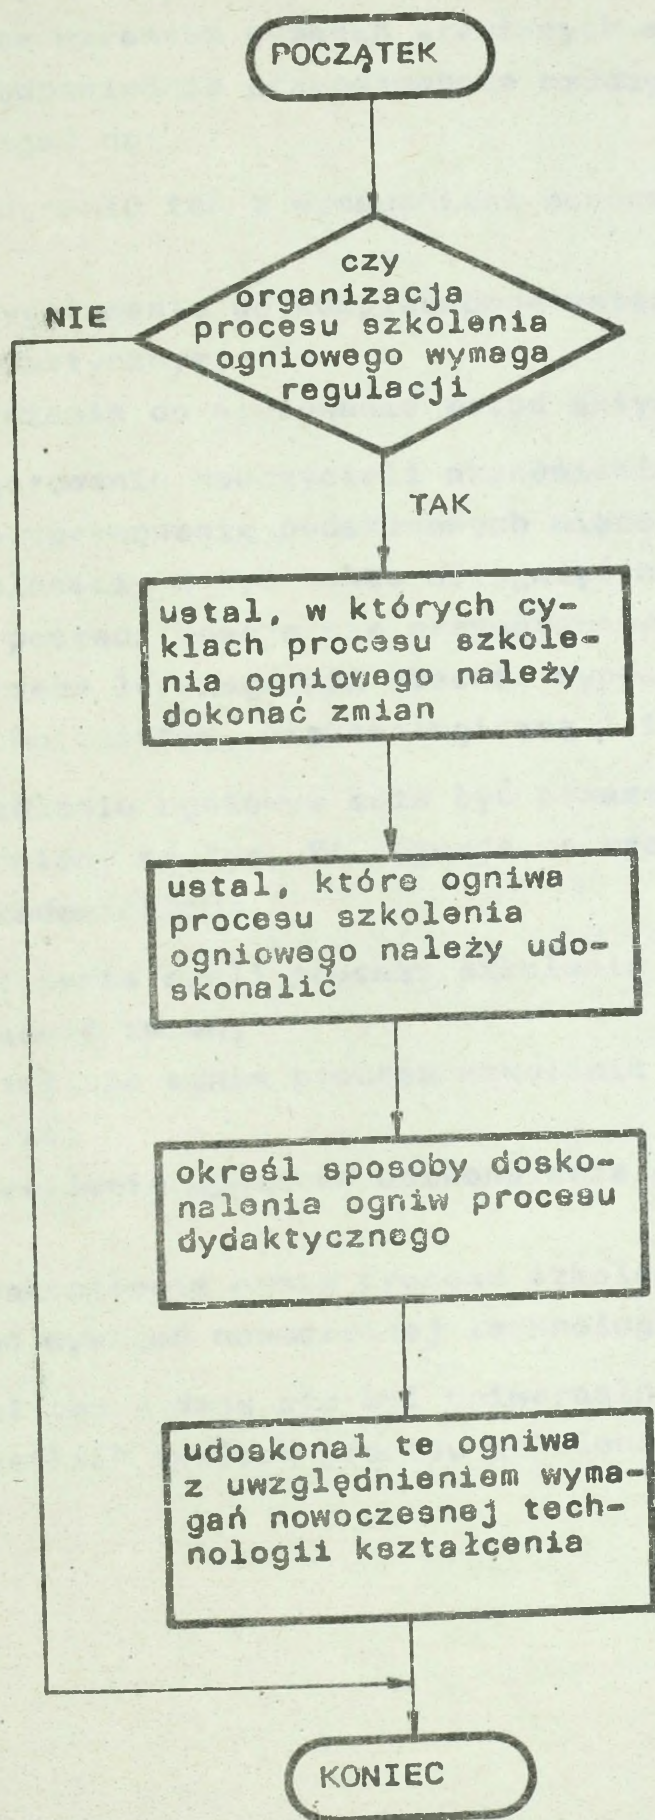 POCZĄTEK
czy
organizacja
procesu szkolenia
ogniowego wymaga
regulacji
NIE
TAK
ustal, w których cy-
klach procesu szkole-
nia ogniowego należy
dokonać zmian
ustal, które ogniwa
procesu szkolenia
ogniowego należy udo-
skonalić
określ sposoby dosko-
nalenia ogniw procesu
dydaktycznego
udoskonal te ogniwa
z uwzględnieniem wyma-
gań nowoczesnej tech-
nologii kształcenia
KONIEC